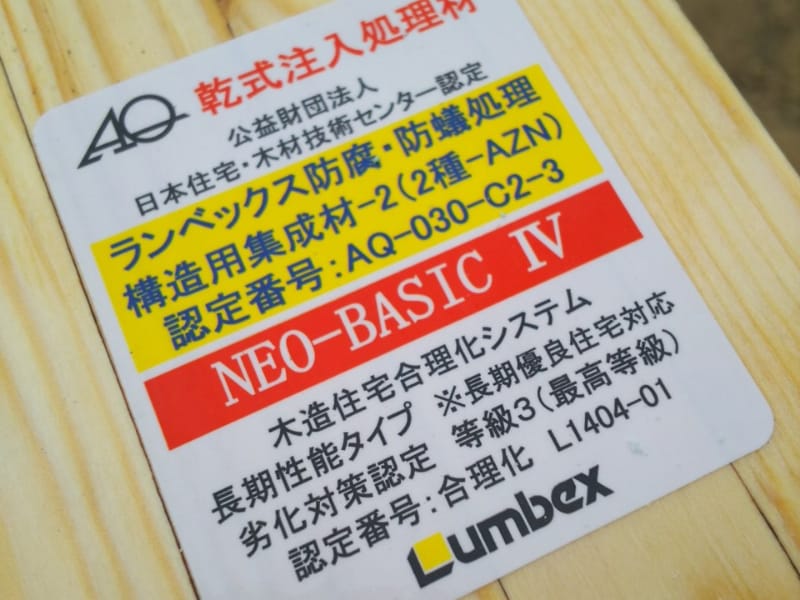 AQ 乾式注入処理材
公益財団法人
日本住宅・木材技術センター認定
ランベックス防腐・防蟻処理
構造用集成材-2(2種-AZN)
認定番号:AQ-030-C2-3
NEO-BASIC Ⅳ
木造住宅合理化システム
長期性能タイプ ※長期優良住宅対応
劣化対策認定 等級3(最高等級)
認定番号:合理化 L1404-01
Lumbex